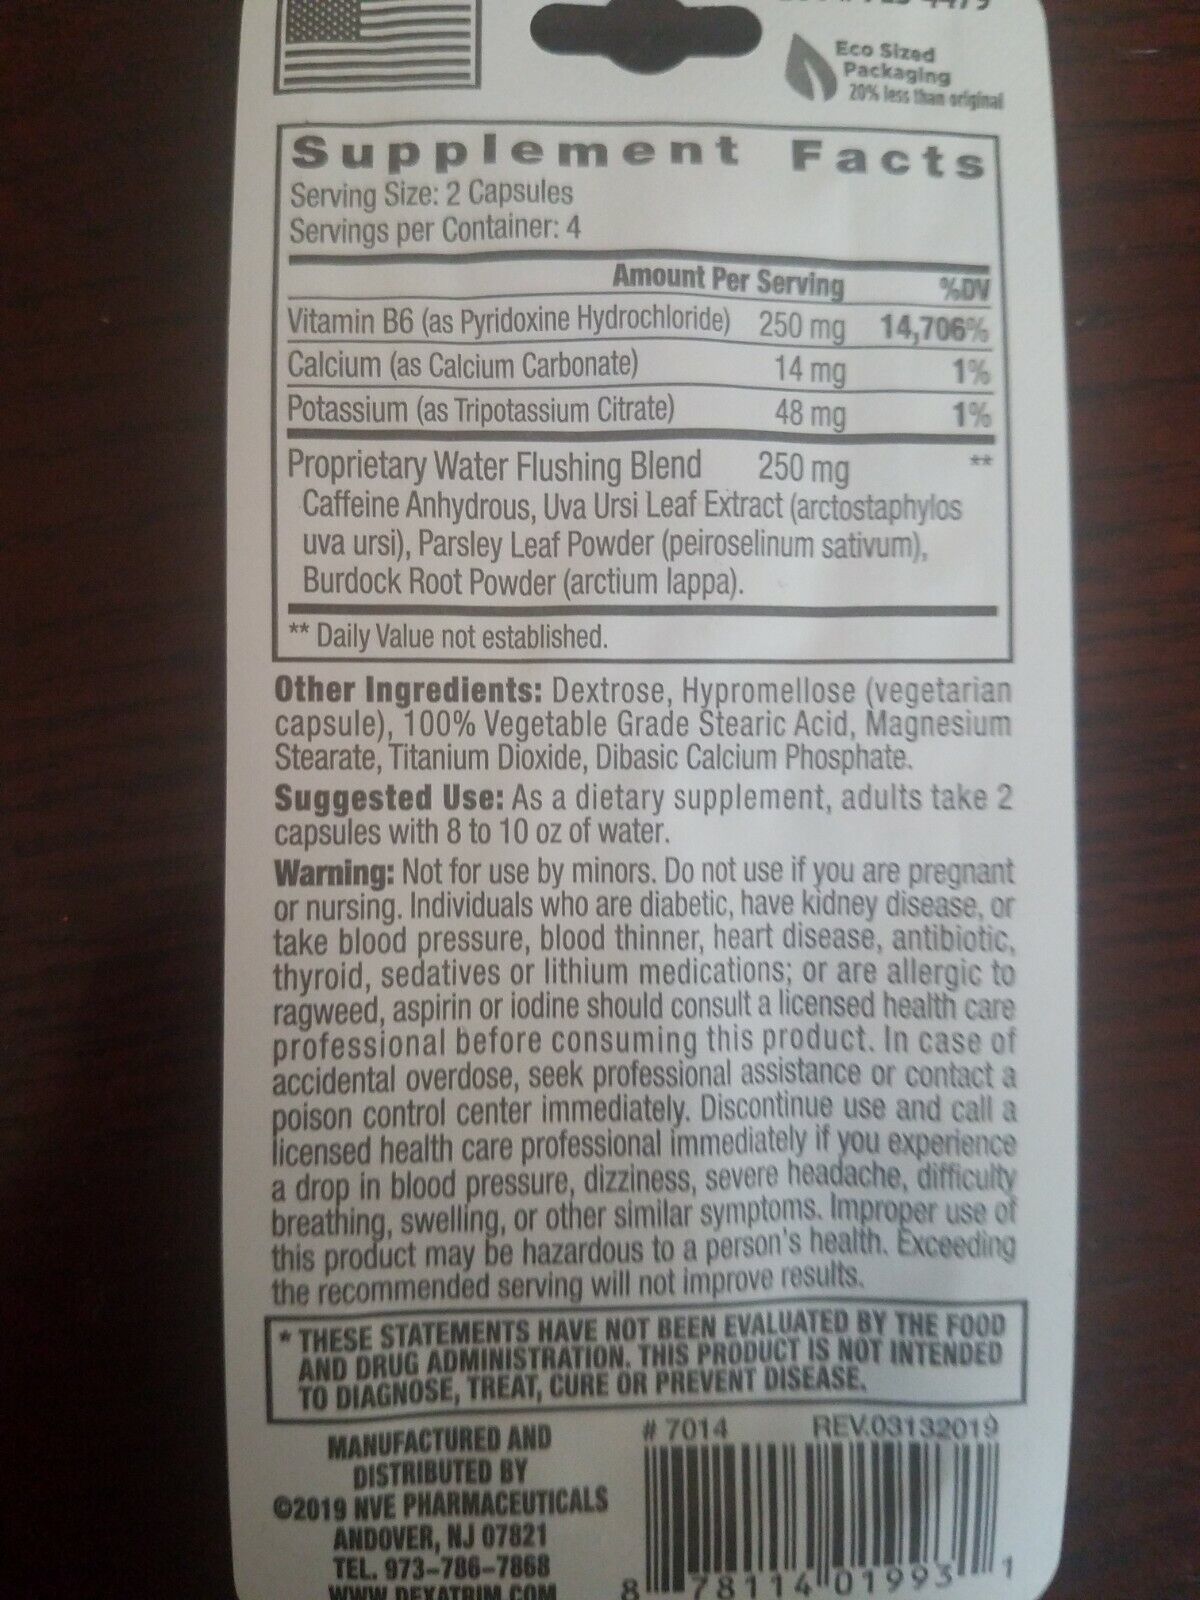 Eco Sized
Packaging
20% less than original
Supplement Facts
Serving Size: 2 Capsules
Servings per Container: 4
Amount Per Serving %DV
Vitamin B6 (as Pyridoxine Hydrochloride) 250 mg 14,706%
Calcium (as Calcium Carbonate) 14 mg 1%
Potassium (as Tripotassium Citrate) 48 mg 1%
Proprietary Water Flushing Blend 250 mg **
Caffeine Anhydrous, Uva Ursi Leaf Extract (arctostaphylos
uva ursi), Parsley Leaf Powder (peiroselinum sativum),
Burdock Root Powder (arctium lappa).
** Daily Value not established.
Other Ingredients: Dextrose, Hypromellose (vegetarian
capsule), 100% Vegetable Grade Stearic Acid, Magnesium
Stearate, Titanium Dioxide, Dibasic Calcium Phosphate.
Suggested Use: As a dietary supplement, adults take 2
capsules with 8 to 10 oz of water.
Warning: Not for use by minors. Do not use if you are pregnant
or nursing. Individuals who are diabetic, have kidney disease, or
take blood pressure, blood thinner, heart disease, antibiotic,
thyroid, sedatives or lithium medications; or are allergic to
ragweed, aspirin or iodine should consult a licensed health care
professional before consuming this product. In case of
accidental overdose, seek professional assistance or contact a
poison control center immediately. Discontinue use and call a
licensed health care professional immediately if you experience
a drop in blood pressure, dizziness, severe headache, difficulty
breathing, swelling, or other similar symptoms. Improper use of
this product may be hazardous to a person's health. Exceeding
the recommended serving will not improve results.
* THESE STATEMENTS HAVE NOT BEEN EVALUATED BY THE FOOD
AND DRUG ADMINISTRATION. THIS PRODUCT IS NOT INTENDED
TO DIAGNOSE, TREAT, CURE OR PREVENT DISEASE.
MANUFACTURED AND
DISTRIBUTED BY
©2019 NVE PHARMACEUTICALS
ANDOVER, NJ 07821
TEL. 973-786-7868
WWW.DEXATRIM.COM
# 7014 REV.03132019
8 78114 01993 1